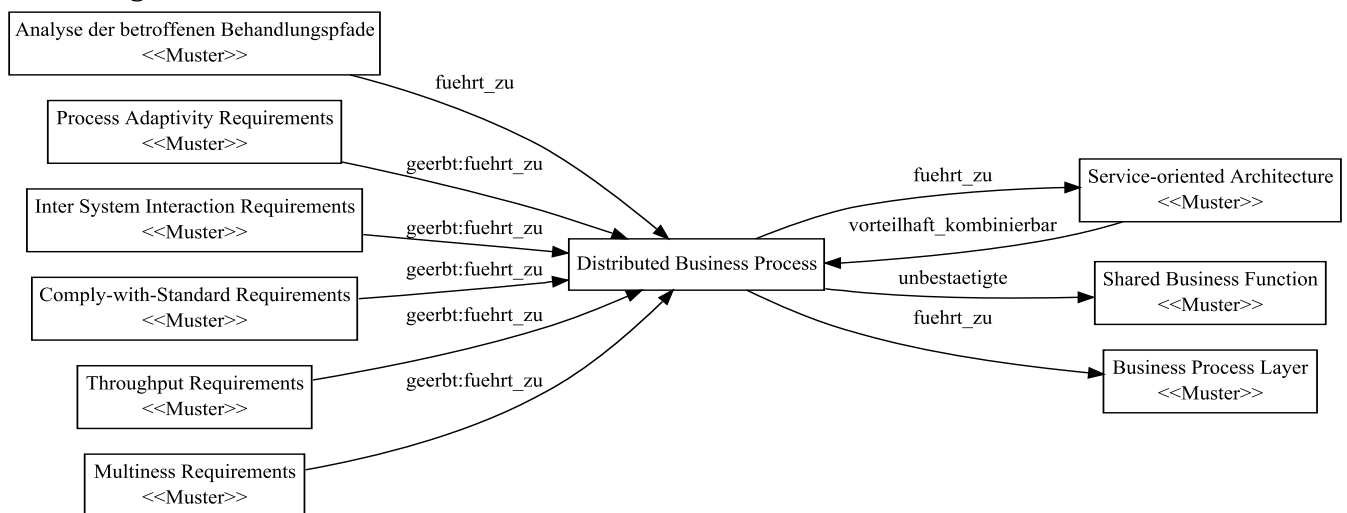 Analyse der betroffenen Behandlungspfade
<<Muster>>
fuehrt_zu
Process Adaptivity Requirements
<<Muster>>
geerbt:fuehrt_zu
Inter System Interaction Requirements
<<Muster>>
geerbt:fuehrt_zu
Comply-with-Standard Requirements
<<Muster>>
geerbt:fuehrt_zu
Throughput Requirements
<<Muster>>
geerbt:fuehrt_zu
Multiness Requirements
<<Muster>>
geerbt:fuehrt_zu
Distributed Business Process
fuehrt_zu
vorteilhaft_kombinierbar
unbestaetigte
fuehrt_zu
Service-oriented Architecture
<<Muster>>
Shared Business Function
<<Muster>>
Business Process Layer
<<Muster>>